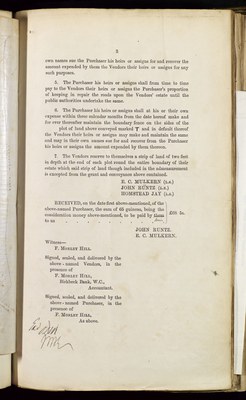 3
own names sue the Purchaser his heirs or assigns for and recover the
amount expended by them the Vendors their heirs or assigns for any
such purposes.
5. The Purchaser his heirs or assigns shall from time to time
pay to the Vendors their heirs or assigns the Purchaser's proportion
of keeping in repair the roads upon the Vendors' estate until the
public authorities undertake the same.
6. The Purchaser his heirs or assigns shall at his or their own
expense within three calendar months from the date hereof make and
for ever thereafter maintain the boundary fence on the sides of the
plot of land above conveyed marked T and in default thereof
the Vendors their heirs or assigns may make and maintain the same
and may in their own names sue for and recover from the Purchaser
his heirs or assigns the amount expended by them thereon.
7. The Vendors reserve to themselves a strip of land of two feet
in depth at the end of each plot round the entire boundary of their
estate which said strip of land though included in the admeasurement
is excepted from the grant and conveyance above contained.
E. C. MULKERN (L.S.)
JOHN RUNTZ (L.S.)
HOMSTEAD JAY (L.S.)
RECEIVED, on the date first above-mentioned, of the
above-named Purchaser, the sum of 66 guineas, being the
consideration money above-mentioned, to be paid by him
to us
JOHN RUNTZ.
E. C. MULKERN.
Witness—
F. MOSLEY HILL.
Signed, sealed, and delivered by the
above-named Vendors, in the
presence of
F. MOSLEY HILL,
Birkbeck Bank, W.C.,
Accountant.
Signed, sealed, and delivered by the
above-named Purchaser, in the
presence of
F. MOSLEY HILL,
As above.